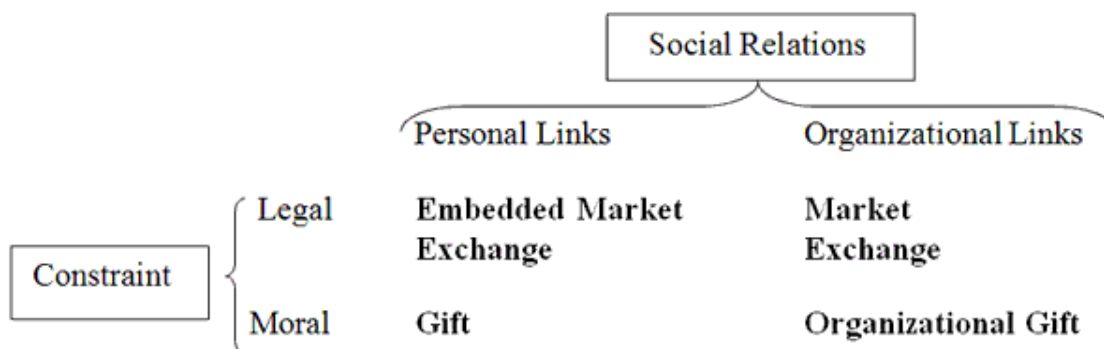 Social Relations
Personal Links Organizational Links
Legal Embedded Market Market
Exchange Exchange
Constraint
Moral Gift Organizational Gift